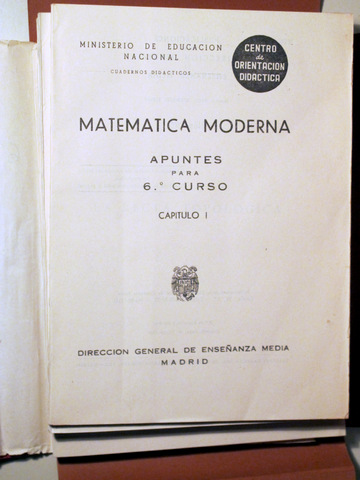 MINISTERIO DE EDUCACION
NACIONAL
CUADERNOS DIDACTICOS
CENTRO
de
ORIENTACION
DIDACTICA
MATEMATICA MODERNA
APUNTES
PARA
6.º CURSO
CAPITULO I
DIRECCION GENERAL DE ENSEÑANZA MEDIA
MADRID